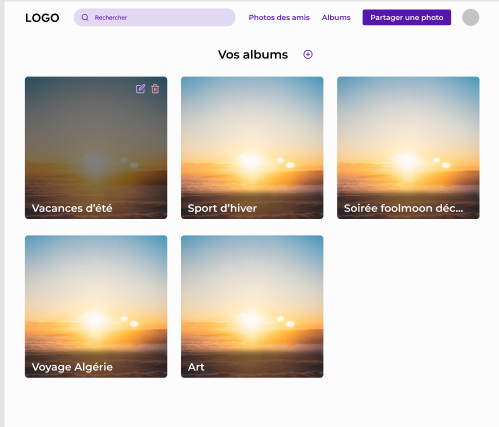 LOGO
Rechercher
Photos des amis
Albums
Partager une photo
Vos albums
Vacances d'été
Sport d'hiver
Soirée foolmoon déc...
Voyage Algérie
Art